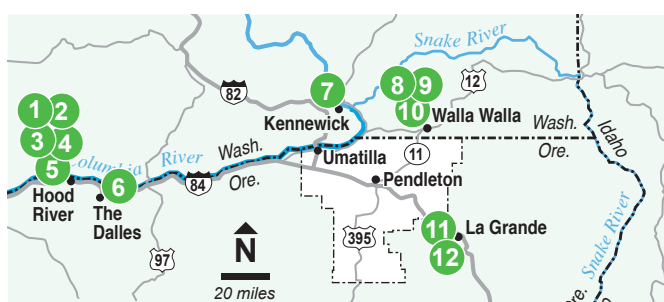 Snake River
82
12
7
8
9
10
Walla Walla
Kennewick
1
2
3
4
5
Columbia
River
Wash.
Ore.
84
Umatilla
11
Wash.
Ore.
Idaho
6
Hood
River
The
Dalles
Pendleton
97
N
20 miles
395
11
12
La Grande
Snake River